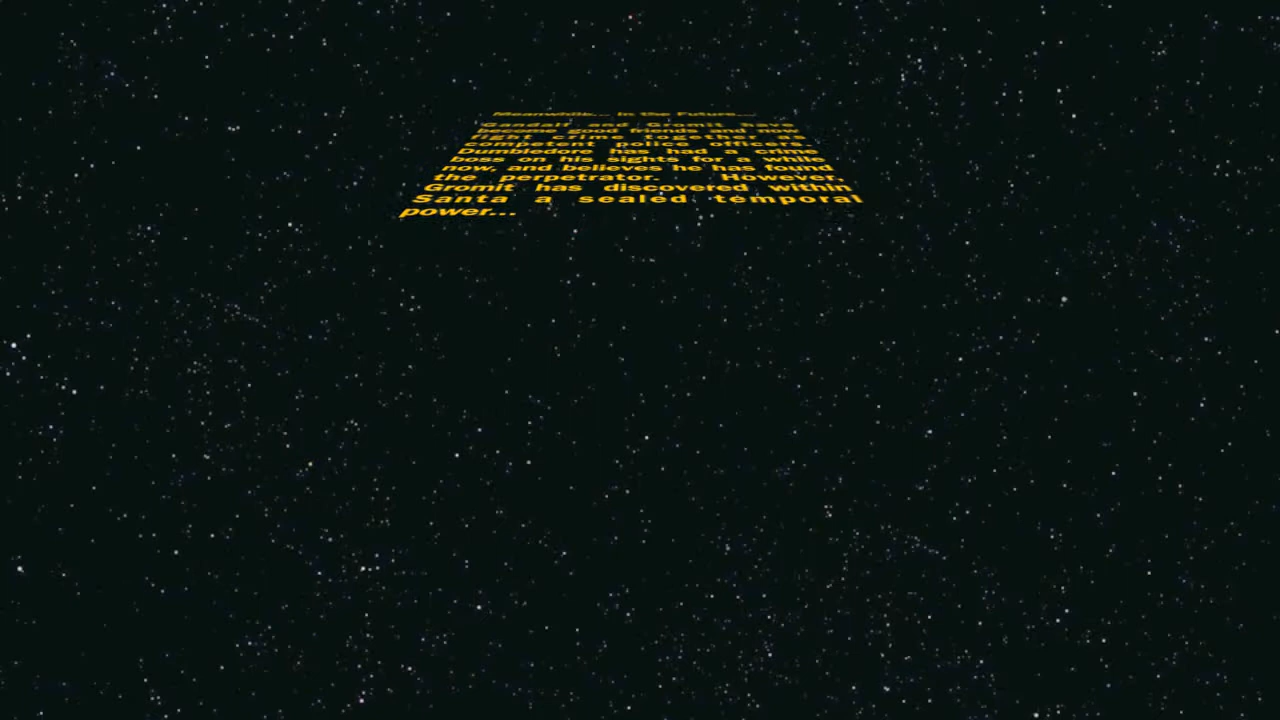 Meanwhile... In the Future...
Gandalf and Gromit have
become good friends and now
fight crime together as
competent police officers.
Dumbledore has had a crime
boss on his sights for a while
now, and believes he has found
the perpetrator. However,
Gromit has discovered within
Santa a sealed temporal
power...